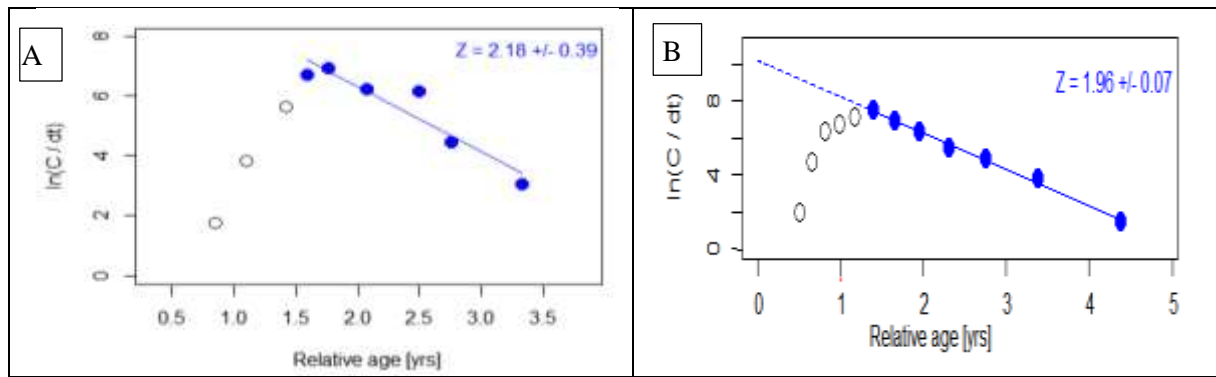 A
Z = 2.18 +/- 0.39
ln(C / dt)
8
6
4
2
0
0.5 1.0 1.5 2.0 2.5 3.0 3.5
Relative age [yrs]
B
Z = 1.96 +/- 0.07
ln(C / dt)
8
4
0
0 1 2 3 4 5
Relative age [yrs]